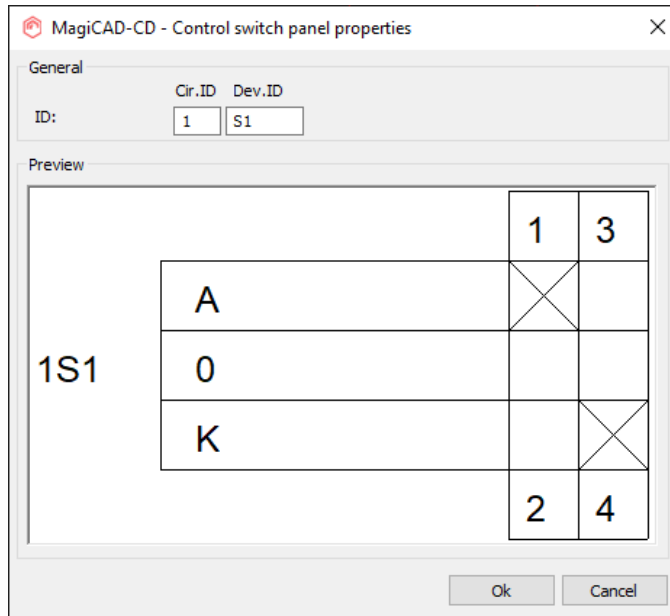 MagiCAD-CD - Control switch panel properties
General
Cir.ID Dev.ID
ID: 1 S1
Preview
1 3
A
1S1 0
K
2 4
Ok Cancel